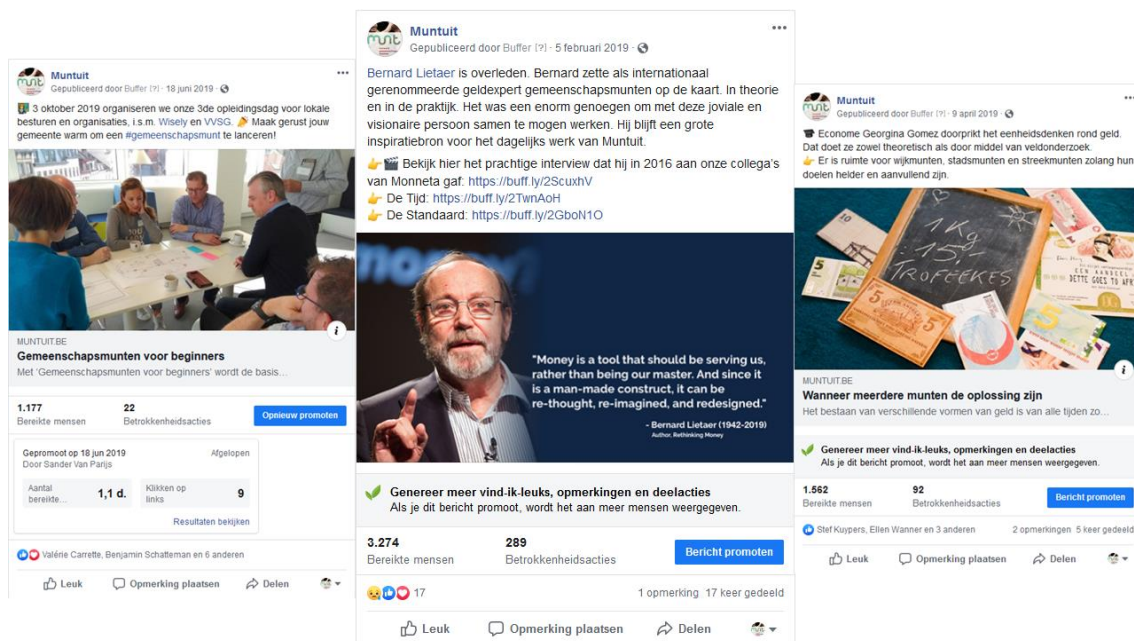 Muntuit
Gepubliceerd door Buffer [?] · 18 juni 2019 ·
3 oktober 2019 organiseren we onze 3de opleidingsdag voor lokale
besturen en organisaties, i.s.m. Wisely en VVSG. Maak gerust jouw
gemeente warm om een #gemeenschapsmunt te lanceren!
MUNTUIT.BE
Gemeenschapsmunten voor beginners
Met 'Gemeenschapsmunten voor beginners' wordt de basis…
1.177
Bereikte mensen
22
Betrokkenheidsacties
Opnieuw promoten
Gepromoot op 18 jun 2019
Door Sander Van Parijs
Afgelopen
Aantal
bereikte...
1,1 d.
Klikken op
links
9
Resultaten bekijken
Valérie Carrette, Benjamin Schatteman en 6 anderen
Leuk
Opmerking plaatsen
Delen
Muntuit
Gepubliceerd door Buffer [?] · 5 februari 2019 ·
Bernard Lietaer is overleden. Bernard zette als internationaal
gerenommeerde geldexpert gemeenschapsmunten op de kaart. In theorie
en in de praktijk. Het was een enorm genoegen om met deze joviale en
visionaire persoon samen te mogen werken. Hij blijft een grote
inspiratiebron voor het dagelijks werk van Muntuit.
Bekijk hier het prachtige interview dat hij in 2016 aan onze collega's
van Monneta gaf: https://buff.ly/2ScuxhV
De Tijd: https://buff.ly/2TwnAoH
De Standaard: https://buff.ly/2GboN1O
money?
"Money is a tool that should be serving us,
rather than being our master. And since it
is a man-made construct, it can be
re-thought, re-imagined, and redesigned."
- Bernard Lietaer (1942-2019)
Author, Rethinking Money
Genereer meer vind-ik-leuks, opmerkingen en deelacties
Als je dit bericht promoot, wordt het aan meer mensen weergegeven.
3.274
Bereikte mensen
289
Betrokkenheidsacties
Bericht promoten
17
1 opmerking 17 keer gedeeld
Leuk
Opmerking plaatsen
Delen
Muntuit
Gepubliceerd door Buffer [?] · 9 april 2019 ·
Econome Georgina Gomez doorprikt het eenheidsdenken rond geld.
Dat doet ze zowel theoretisch als door middel van veldonderzoek.
Er is ruimte voor wijkmunten, stadsmunten en streekmunten zolang hun
doelen helder en aanvullend zijn.
1 Kg
15,-
TROFEEKES
10
5
5
5
EEN AANDEEL
DETTE GOES TO AFR
MUNTUIT.BE
Wanneer meerdere munten de oplossing zijn
Het bestaan van verschillende vormen van geld is van alle tijden zo…
Genereer meer vind-ik-leuks, opmerkingen en deelacties
Als je dit bericht promoot, wordt het aan meer mensen weergegeven.
1.562
Bereikte mensen
92
Betrokkenheidsacties
Bericht promoten
Stef Kuypers, Ellen Wanner en 3 anderen
2 opmerkingen 5 keer gedeeld
Leuk
Opmerking plaatsen
Delen